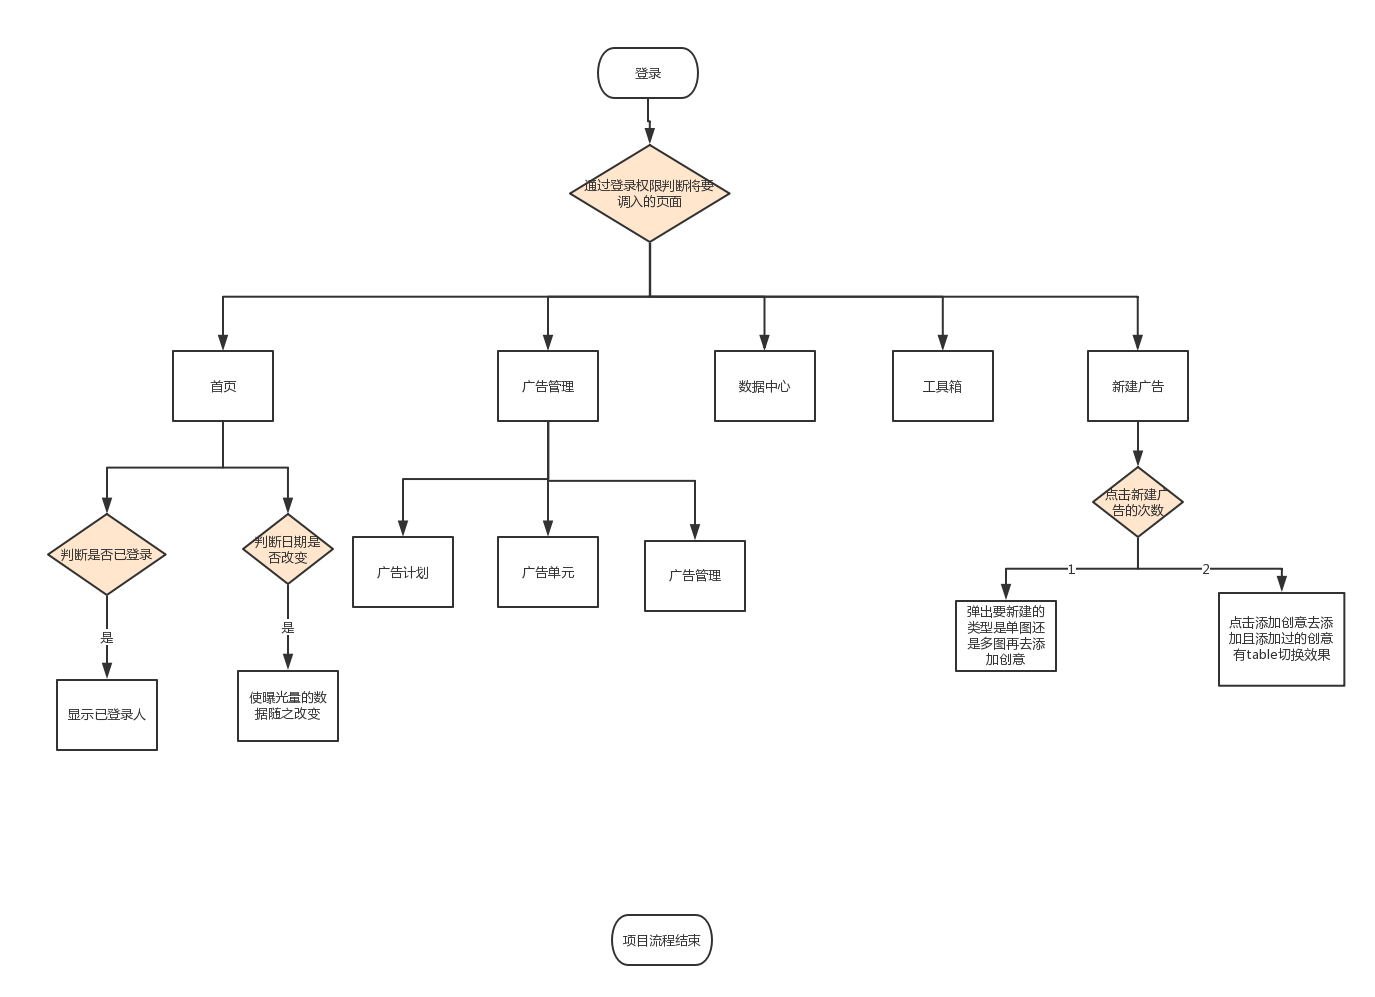 登录
通过登录权限判断将要
调入的页面
首页
广告管理
数据中心
工具箱
新建广告
点击新建广
告的次数
判断是否已登录
判断日期是
否改变
广告计划
广告单元
广告管理
1
2
弹出要新建的
类型是单图还
是多图再去添
加创意
点击添加创意去添
加且添加过的创意
有table切换效果
是
是
显示已登录人
使曝光量的数
据随之改变
项目流程结束